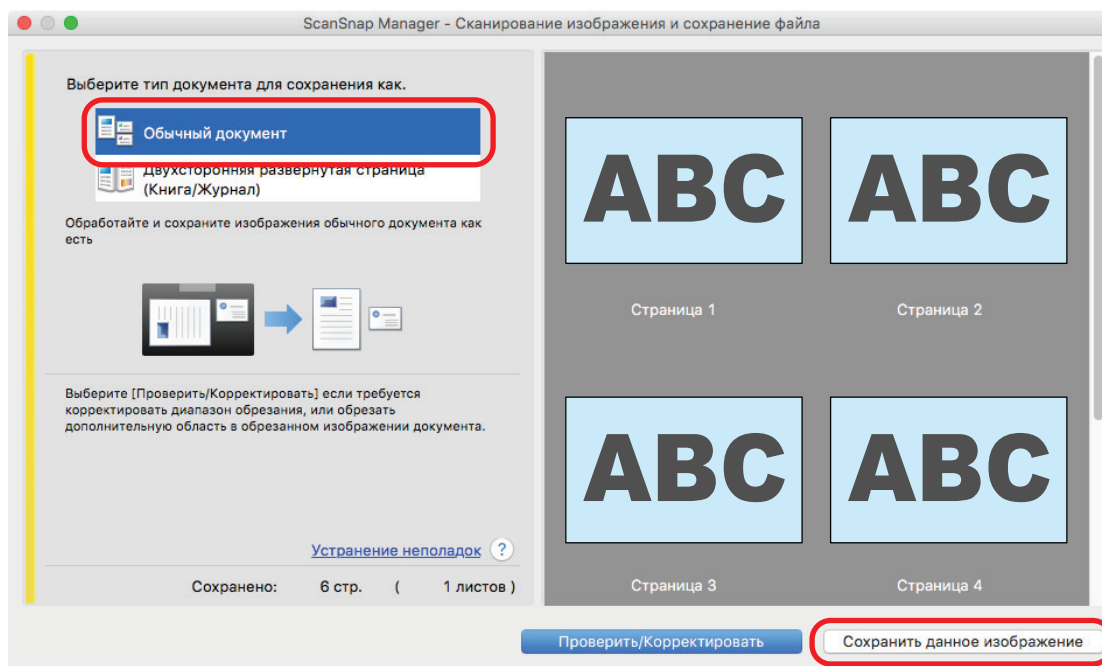 ScanSnap Manager - Сканирование изображения и сохранение файла
Выберите тип документа для сохранения как.
Обычный документ
Двухсторонняя развернутая страница
(Книга/Журнал)
Обработайте и сохраните изображения обычного документа как
есть
Выберите [Проверить/Корректировать] если требуется
корректировать диапазон обрезания, или обрезать
дополнительную область в обрезанном изображении документа.
Устранение неполадок ?
Сохранено: 6 стр. ( 1 листов )
ABC ABC
Страница 1 Страница 2
ABC ABC
Страница 3 Страница 4
Проверить/Корректировать Сохранить данное изображение